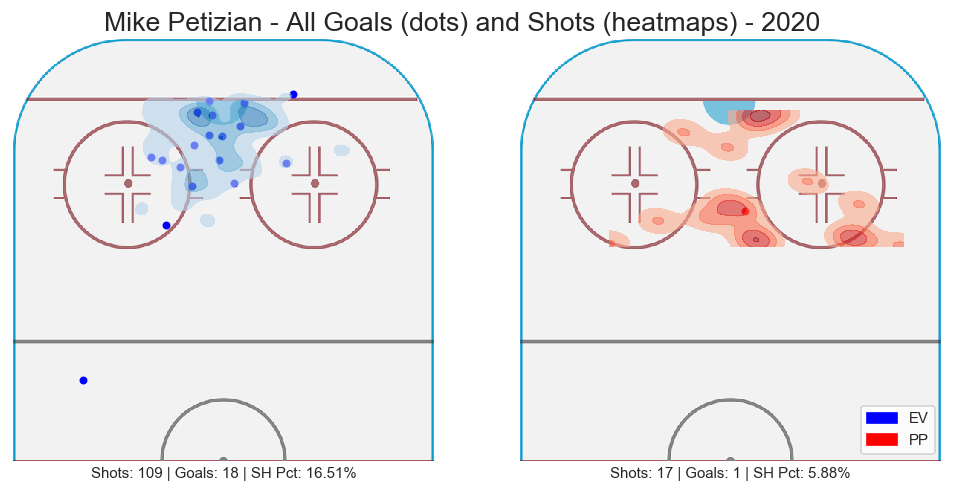 Mike Petizian - All Goals (dots) and Shots (heatmaps) - 2020
EV
PP
Shots: 109 | Goals: 18 | SH Pct: 16.51%
Shots: 17 | Goals: 1 | SH Pct: 5.88%